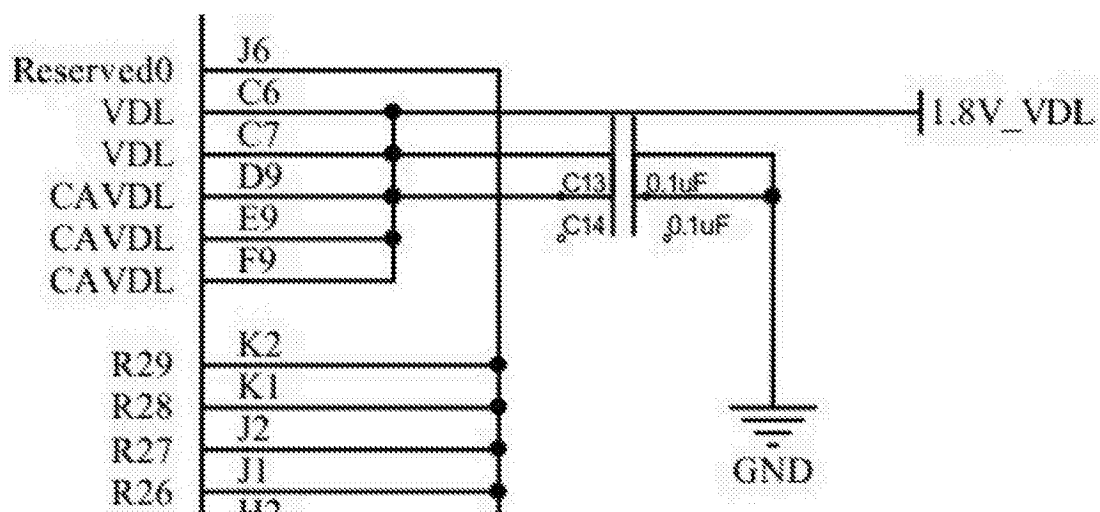 J6
Reserved0
C6
VDL
1.8V_VDL
C7
VDL
D9
CAVDL
C13 0.1uF
E9
CAVDL
C14 0.1uF
F9
CAVDL
K2
R29
K1
R28
J2
R27
GND
J1
R26
H2